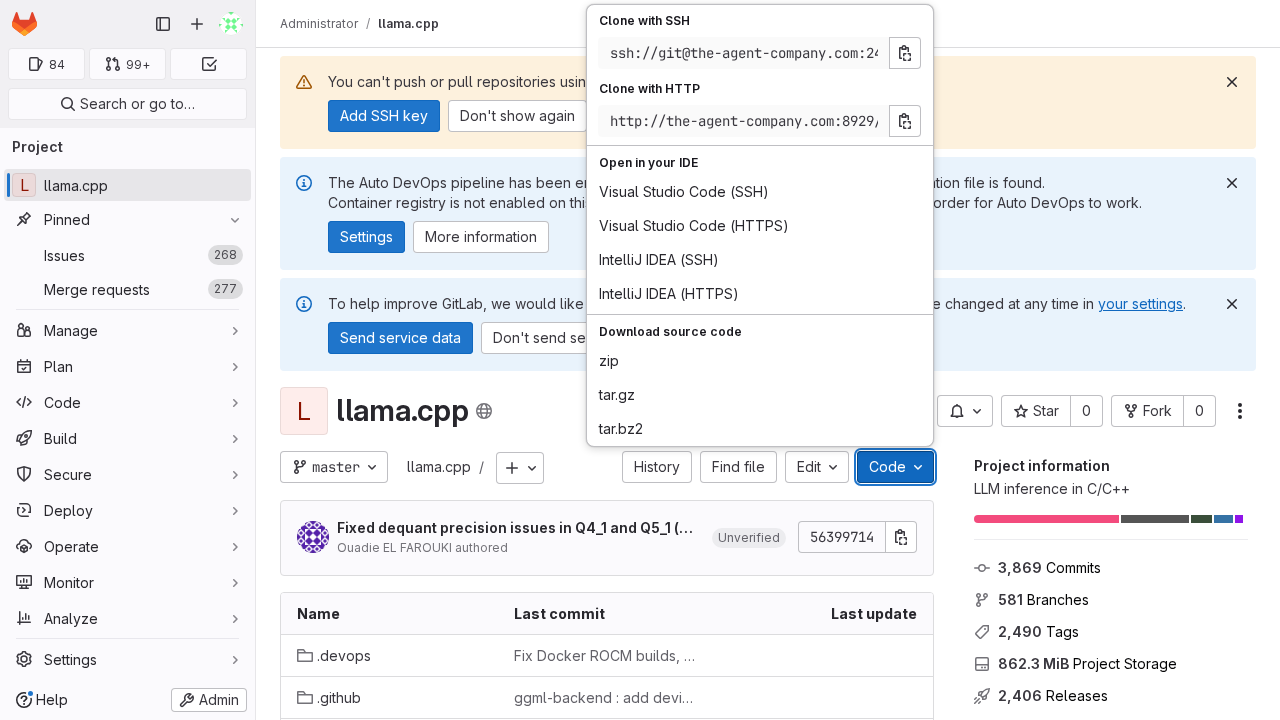 Administrator / llama.cpp
84
99+
Search or go to…
Project
L llama.cpp
Pinned
Issues 268
Merge requests 277
Manage
Plan
Code
Build
Secure
Deploy
Operate
Monitor
Analyze
Settings
Help
Admin
You can't push or pull repositories usin
Add SSH key
Don't show again
The Auto DevOps pipeline has been en
ation file is found.
Container registry is not enabled on thi
order for Auto DevOps to work.
Settings
More information
To help improve GitLab, we would like
e changed at any time in your settings.
Send service data
Don't send se
Clone with SSH
ssh://git@the-agent-company.com:24
Clone with HTTP
http://the-agent-company.com:8929/
Open in your IDE
Visual Studio Code (SSH)
Visual Studio Code (HTTPS)
IntelliJ IDEA (SSH)
IntelliJ IDEA (HTTPS)
Download source code
zip
tar.gz
tar.bz2
L llama.cpp
Star 0
Fork 0
master
llama.cpp /
History
Find file
Edit
Code
Fixed dequant precision issues in Q4_1 and Q5_1 (…
Ouadie EL FAROUKI authored
Unverified
56399714
Name Last commit Last update
.devops Fix Docker ROCM builds, …
.github ggml-backend : add devi…
Project information
LLM inference in C/C++
3,869 Commits
581 Branches
2,490 Tags
862.3 MiB Project Storage
2,406 Releases